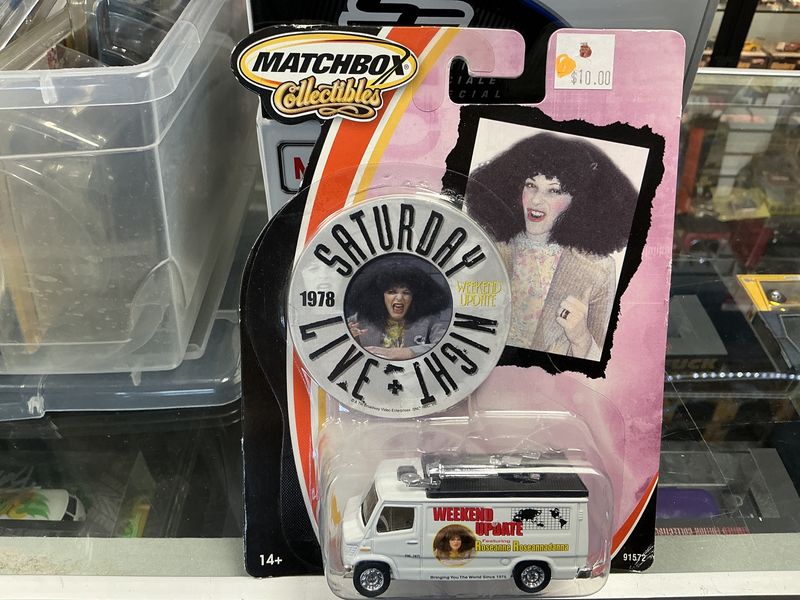 MATCHBOX
Collectibles
$10.00
SATURDAY
NIGHT
LIVE
1978
WEEKEND
UPDATE
WEEKEND
UPDATE
Featuring
Roseanne Roseannadanna
Bringing You The World Since 1975
14+
91572